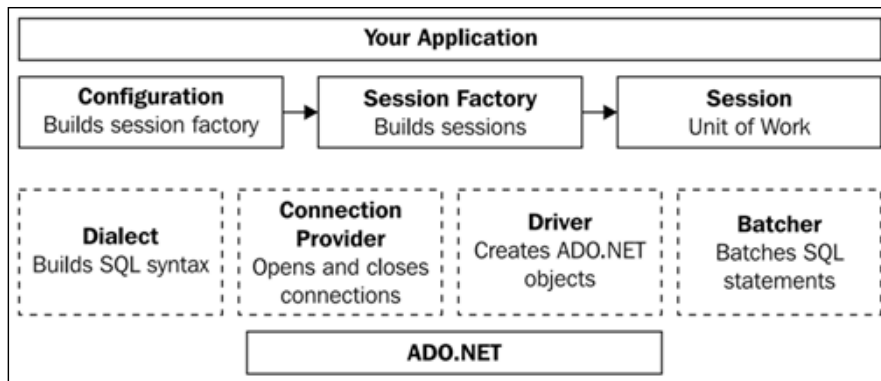 Your Application
Configuration
Builds session factory
Session Factory
Builds sessions
Session
Unit of Work
Dialect
Builds SQL syntax
Connection
Provider
Opens and closes
connections
Driver
Creates ADO.NET
objects
Batcher
Batches SQL
statements
ADO.NET